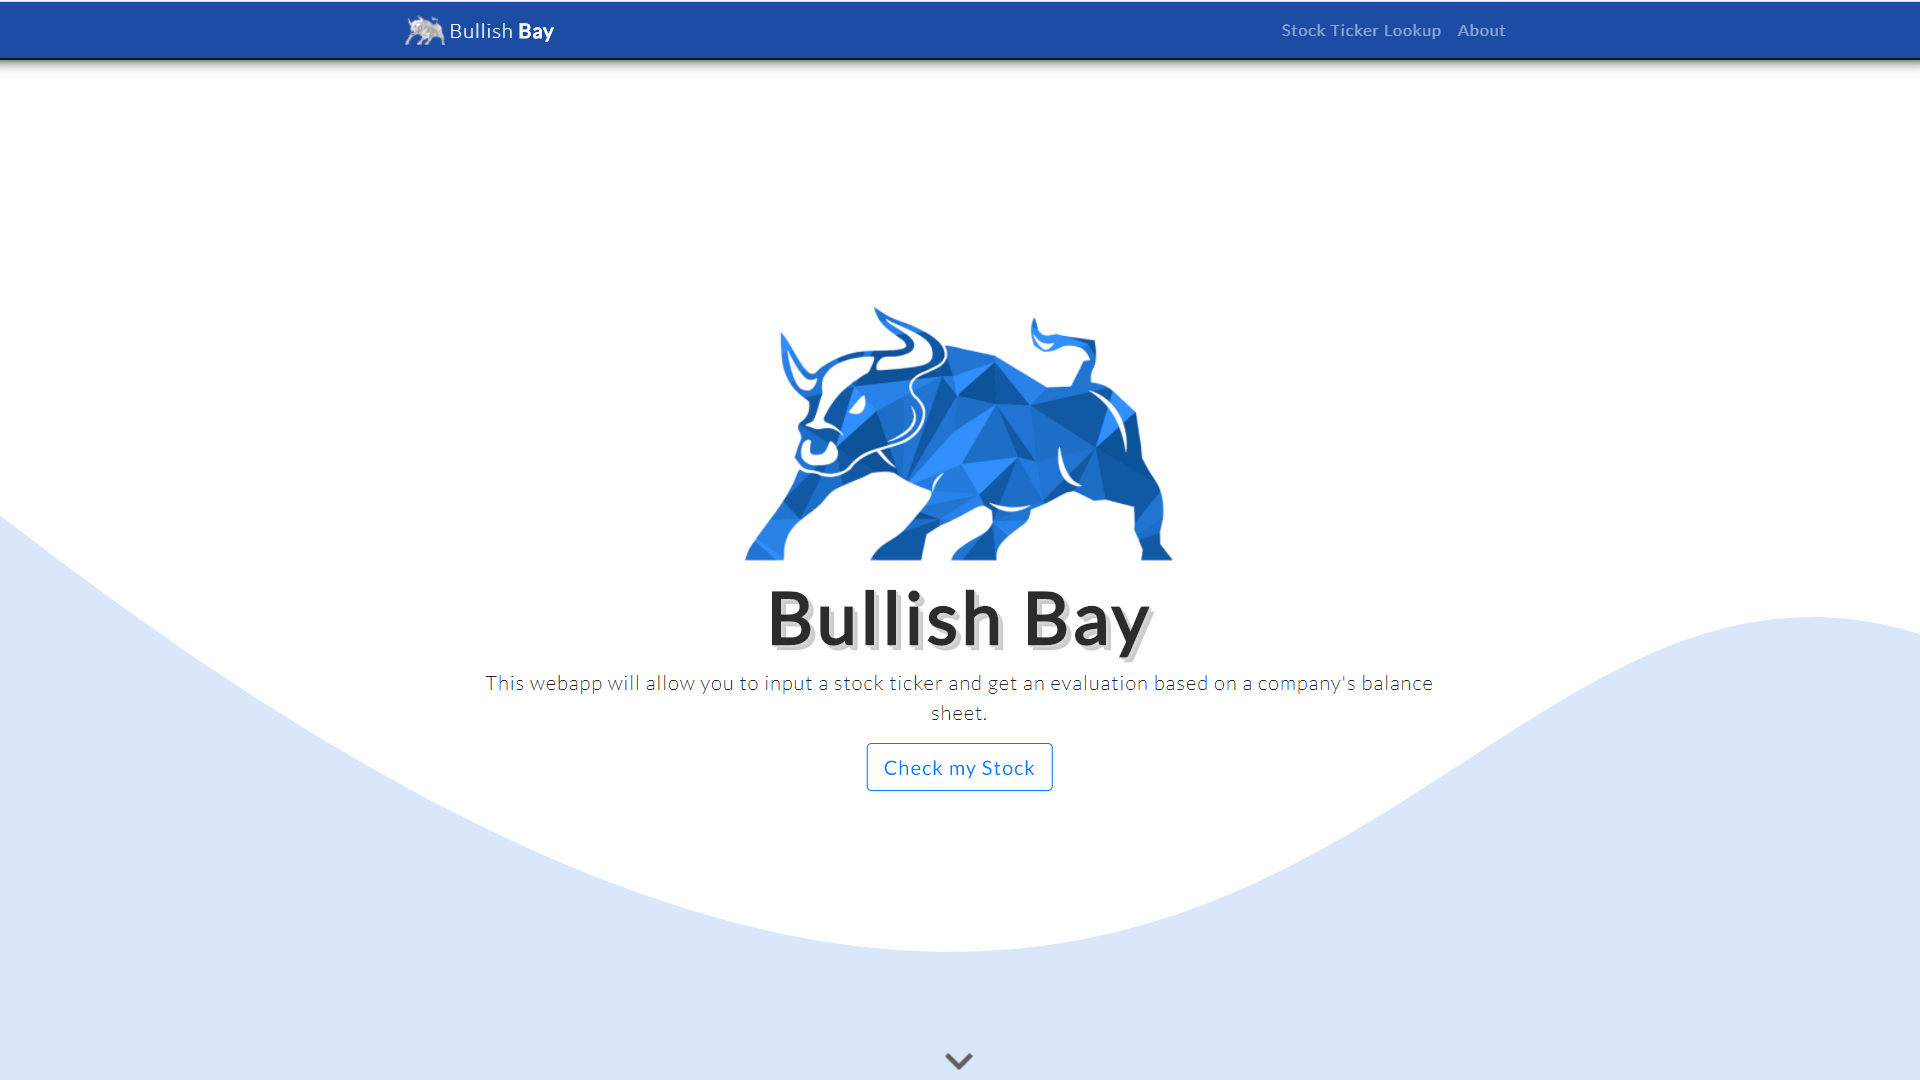 Bullish Bay
Stock Ticker Lookup
About
Bullish Bay
This webapp will allow you to input a stock ticker and get an evaluation based on a company's balance
sheet.
Check my Stock